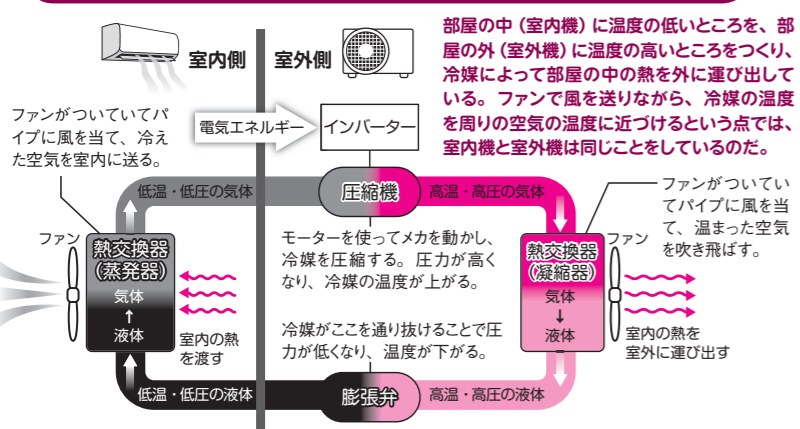 部屋の中（室内機）に温度の低いところを、部
屋の外（室外機）に温度の高いところをつくり、
冷媒によって部屋の中の熱を外に運び出して
いる。ファンで風を送りながら、冷媒の温度
を周りの空気の温度に近づけるという点では、
室内機と室外機は同じことをしているのだ。
室内側
室外側
ファンがついていてパ
イプに風を当て、冷え
た空気を室内に送る。
電気エネルギー
インバーター
低温・低圧の気体
圧縮機
高温・高圧の気体
ファンがついてい
てパイプに風を当
て、温まった空気
を吹き飛ばす。
ファン
熱交換器
（蒸発器）
気体
↑
液体
室内の熱
を渡す
モーターを使ってメカを動かし、
冷媒を圧縮する。圧力が高く
なり、冷媒の温度が上がる。
冷媒がここを通り抜けることで圧
力が低くなり、温度が下がる。
熱交換器
（凝縮器）
気体
↓
液体
ファン
室内の熱を
室外に運び出す
低温・低圧の液体
膨張弁
高温・高圧の液体